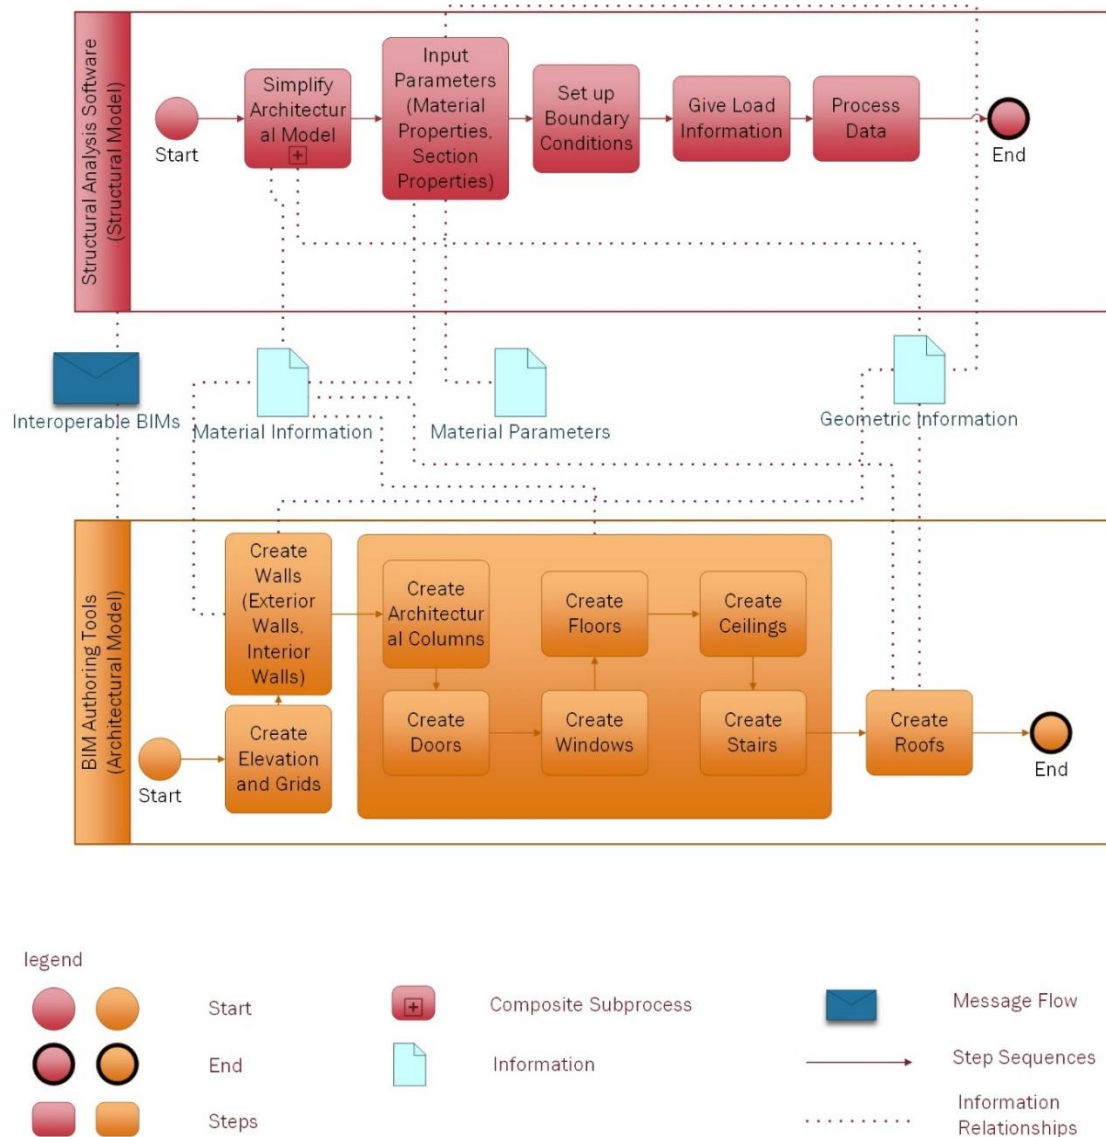 Structural Analysis Software
(Structural Model)
Start
Simplify
Architectur
al Model
Input
Parameters
(Material
Properties,
Section
Properties)
Set up
Boundary
Conditions
Give Load
Information
Process
Data
End
Interoperable BIMs
Material Information
Material Parameters
Geometric Information
BIM Authoring Tools
(Architectural Model)
Start
Create
Elevation
and Grids
Create
Walls
(Exterior
Walls,
Interior
Walls)
Create
Architectur
al Columns
Create
Doors
Create
Windows
Create
Floors
Create
Ceilings
Create
Stairs
Create
Roofs
End
legend
Start
Composite Subprocess
Message Flow
End
Information
Step Sequences
Steps
Information
Relationships